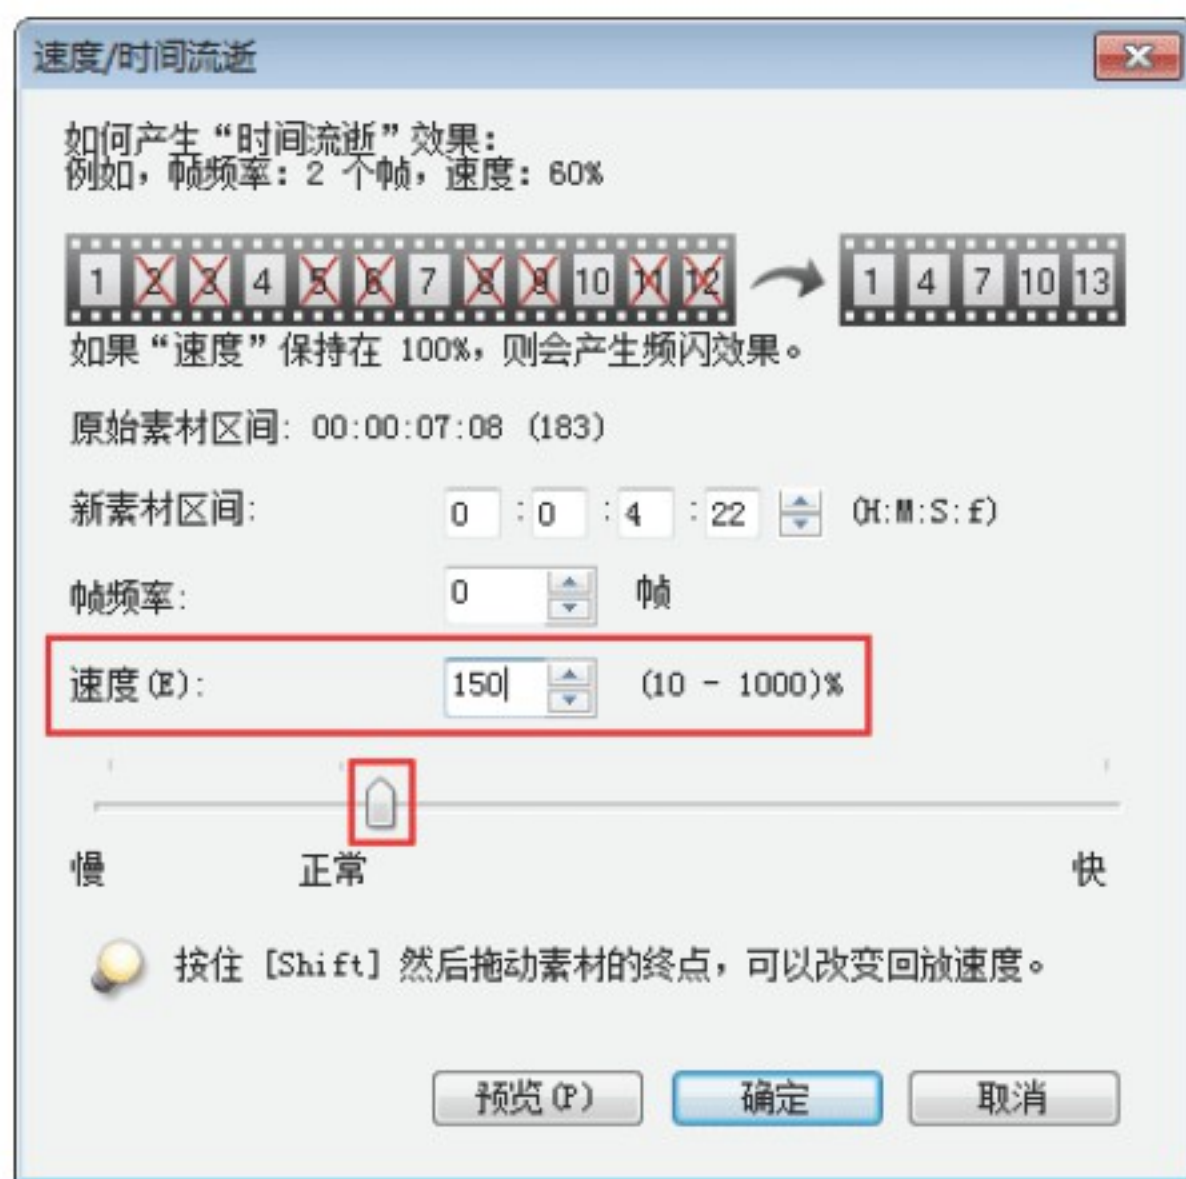 速度/时间流逝
如何产生“时间流逝”效果:
例如，帧频率: 2 个帧，速度: 60%
1 2 3 4 5 6 7 8 9 10 11 12 1 4 7 10 13
如果“速度”保持在 100%，则会产生频闪效果。
原始素材区间: 00:00:07:08 (183)
新素材区间: 0 :0 :4 :22 (H:M:S:f)
帧频率: 0 帧
速度(E): 150 (10 - 1000)%
慢 正常 快
按住 [Shift] 然后拖动素材的终点，可以改变回放速度。
预览(P) 确定 取消